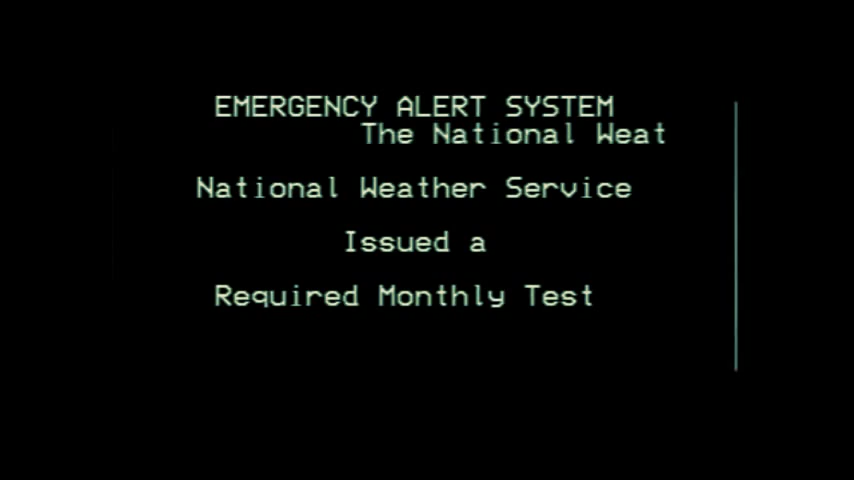 EMERGENCY ALERT SYSTEM
The National Weat
National Weather Service
Issued a
Required Monthly Test